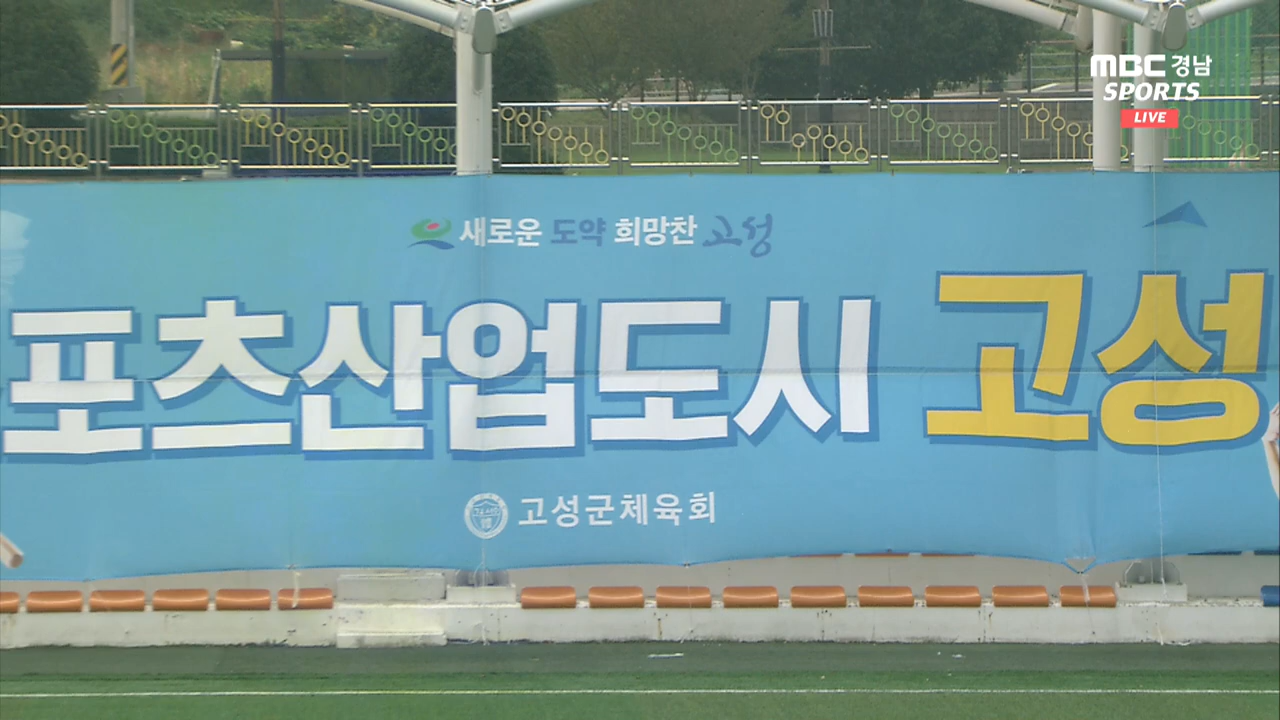 MBC 경남
SPORTS
LIVE
새로운 도약 희망찬 고성
포츠산업도시 고성
고성군체육회